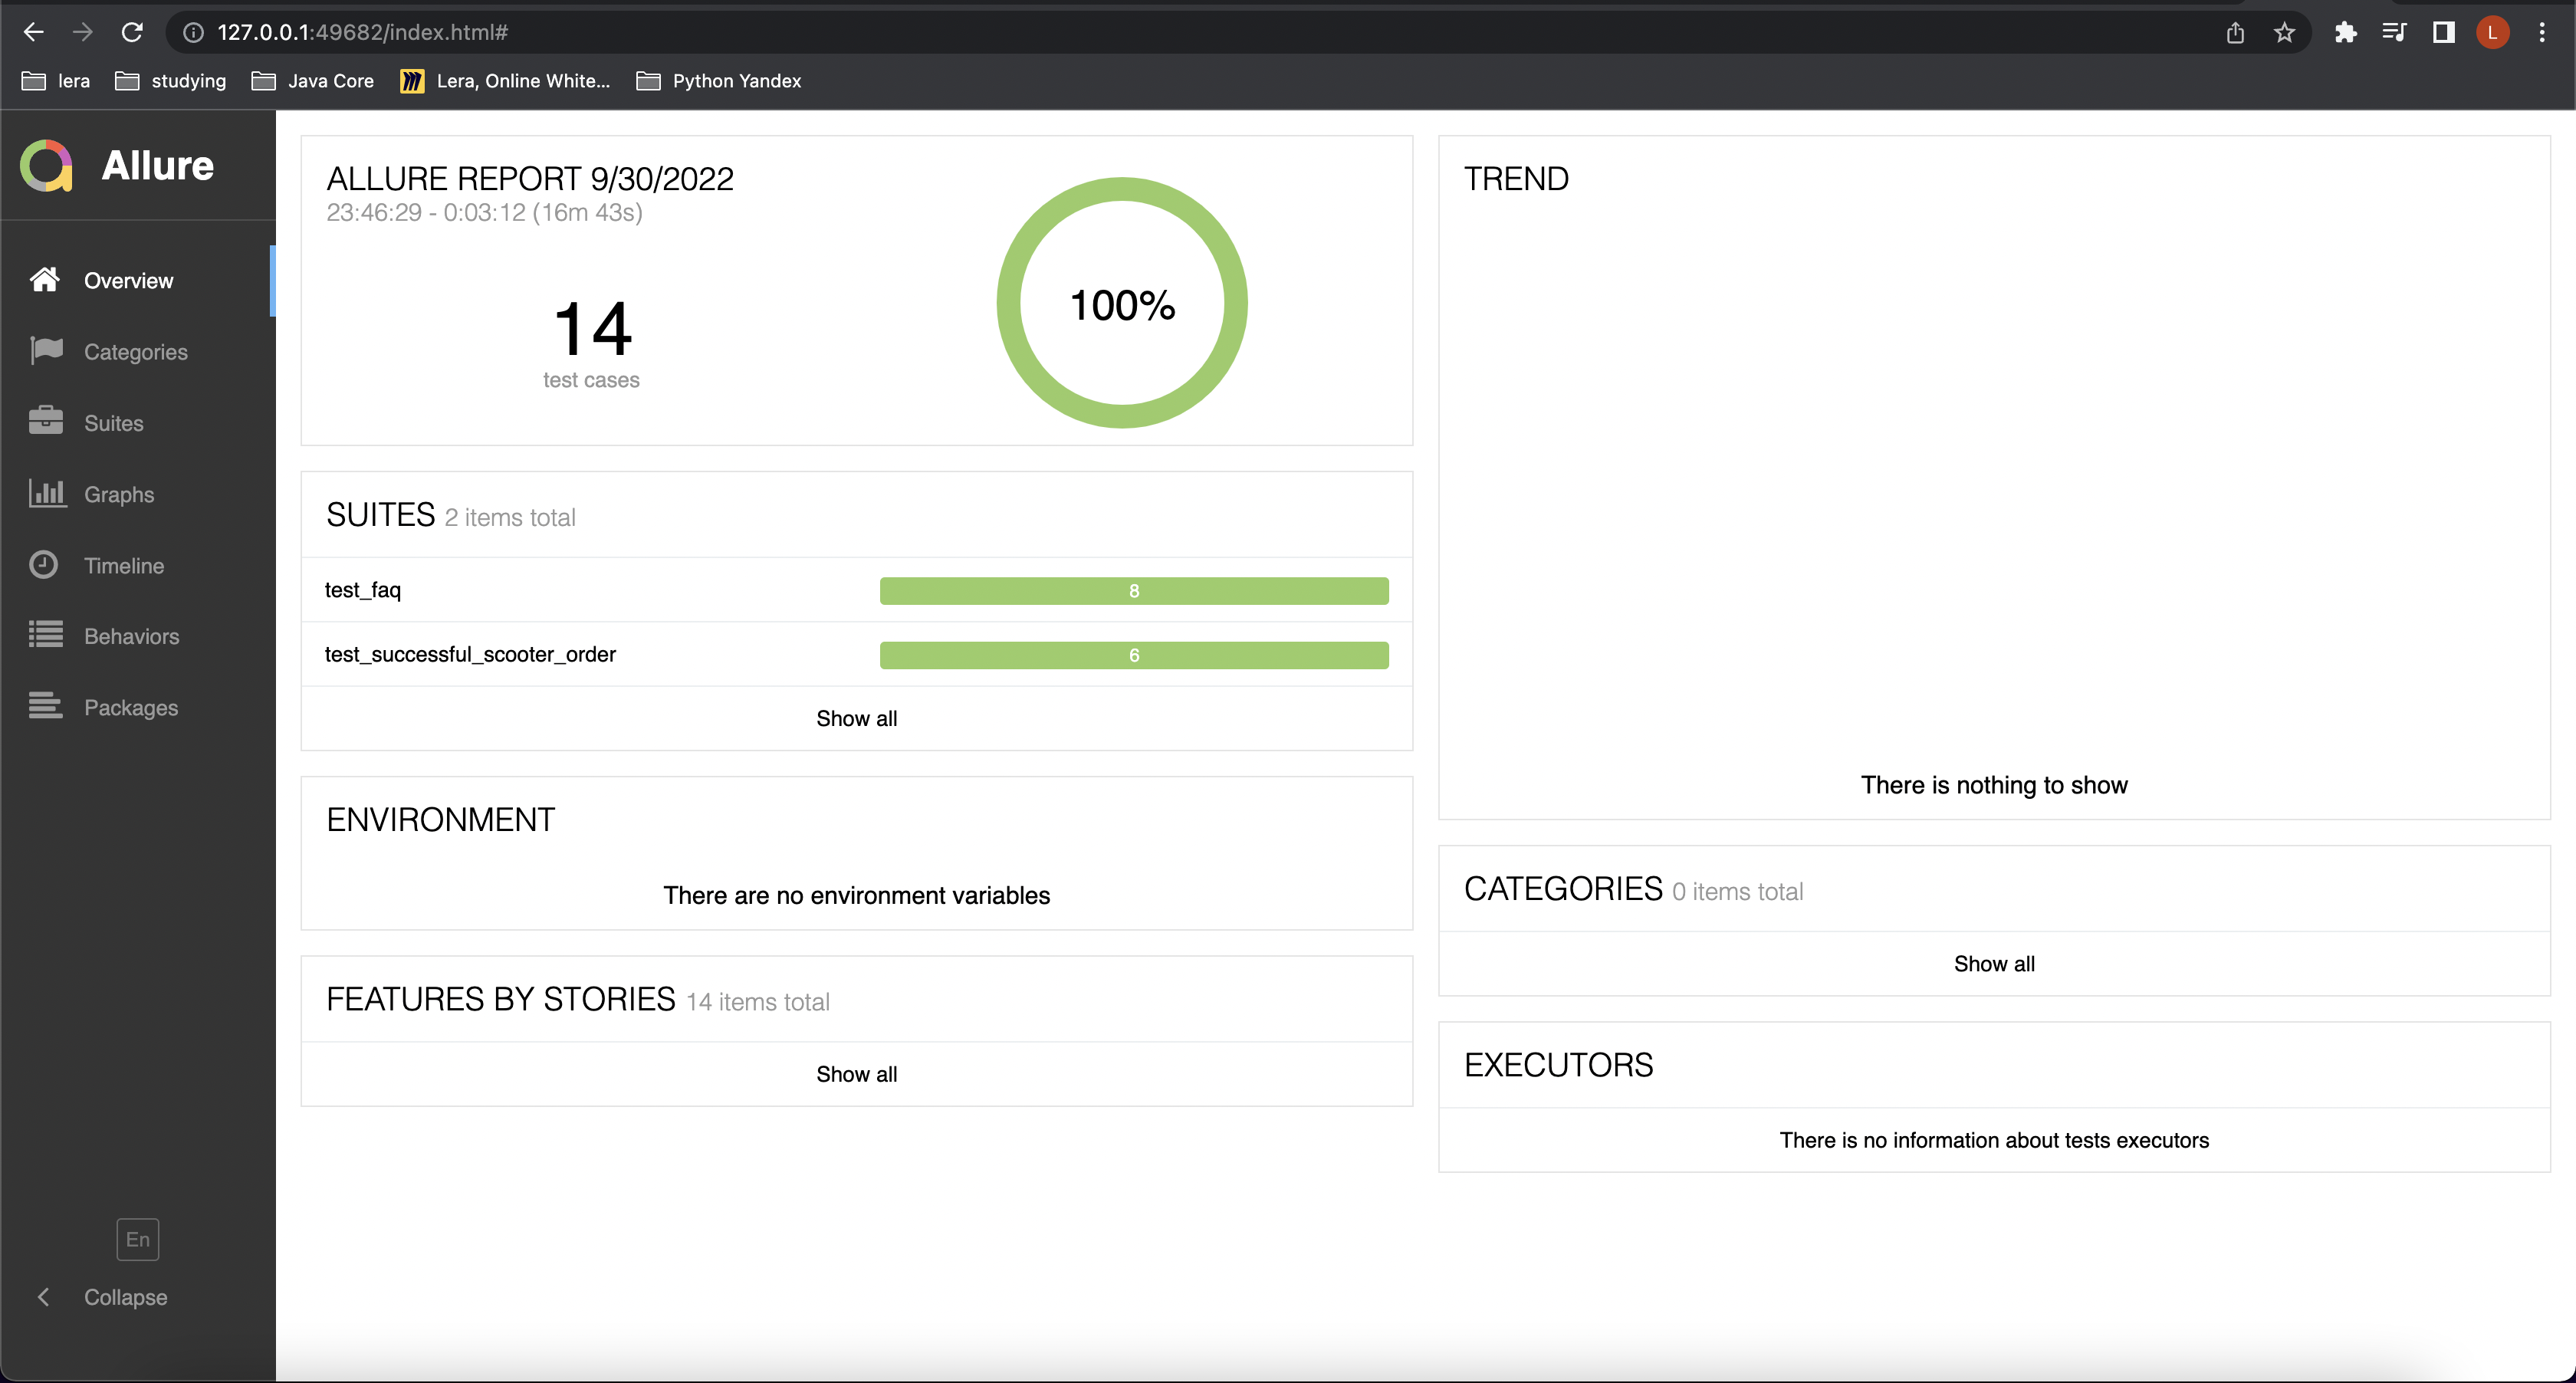 127.0.0.1:49682/index.html#
L
lera
studying
Java Core
Lera, Online White...
Python Yandex
Allure
Overview
Categories
Suites
Graphs
Timeline
Behaviors
Packages
En
Collapse
ALLURE REPORT 9/30/2022
23:46:29 - 0:03:12 (16m 43s)
14
test cases
100%
SUITES 2 items total
test_faq
8
test_successful_scooter_order
6
Show all
ENVIRONMENT
There are no environment variables
FEATURES BY STORIES 14 items total
Show all
TREND
There is nothing to show
CATEGORIES 0 items total
Show all
EXECUTORS
There is no information about tests executors